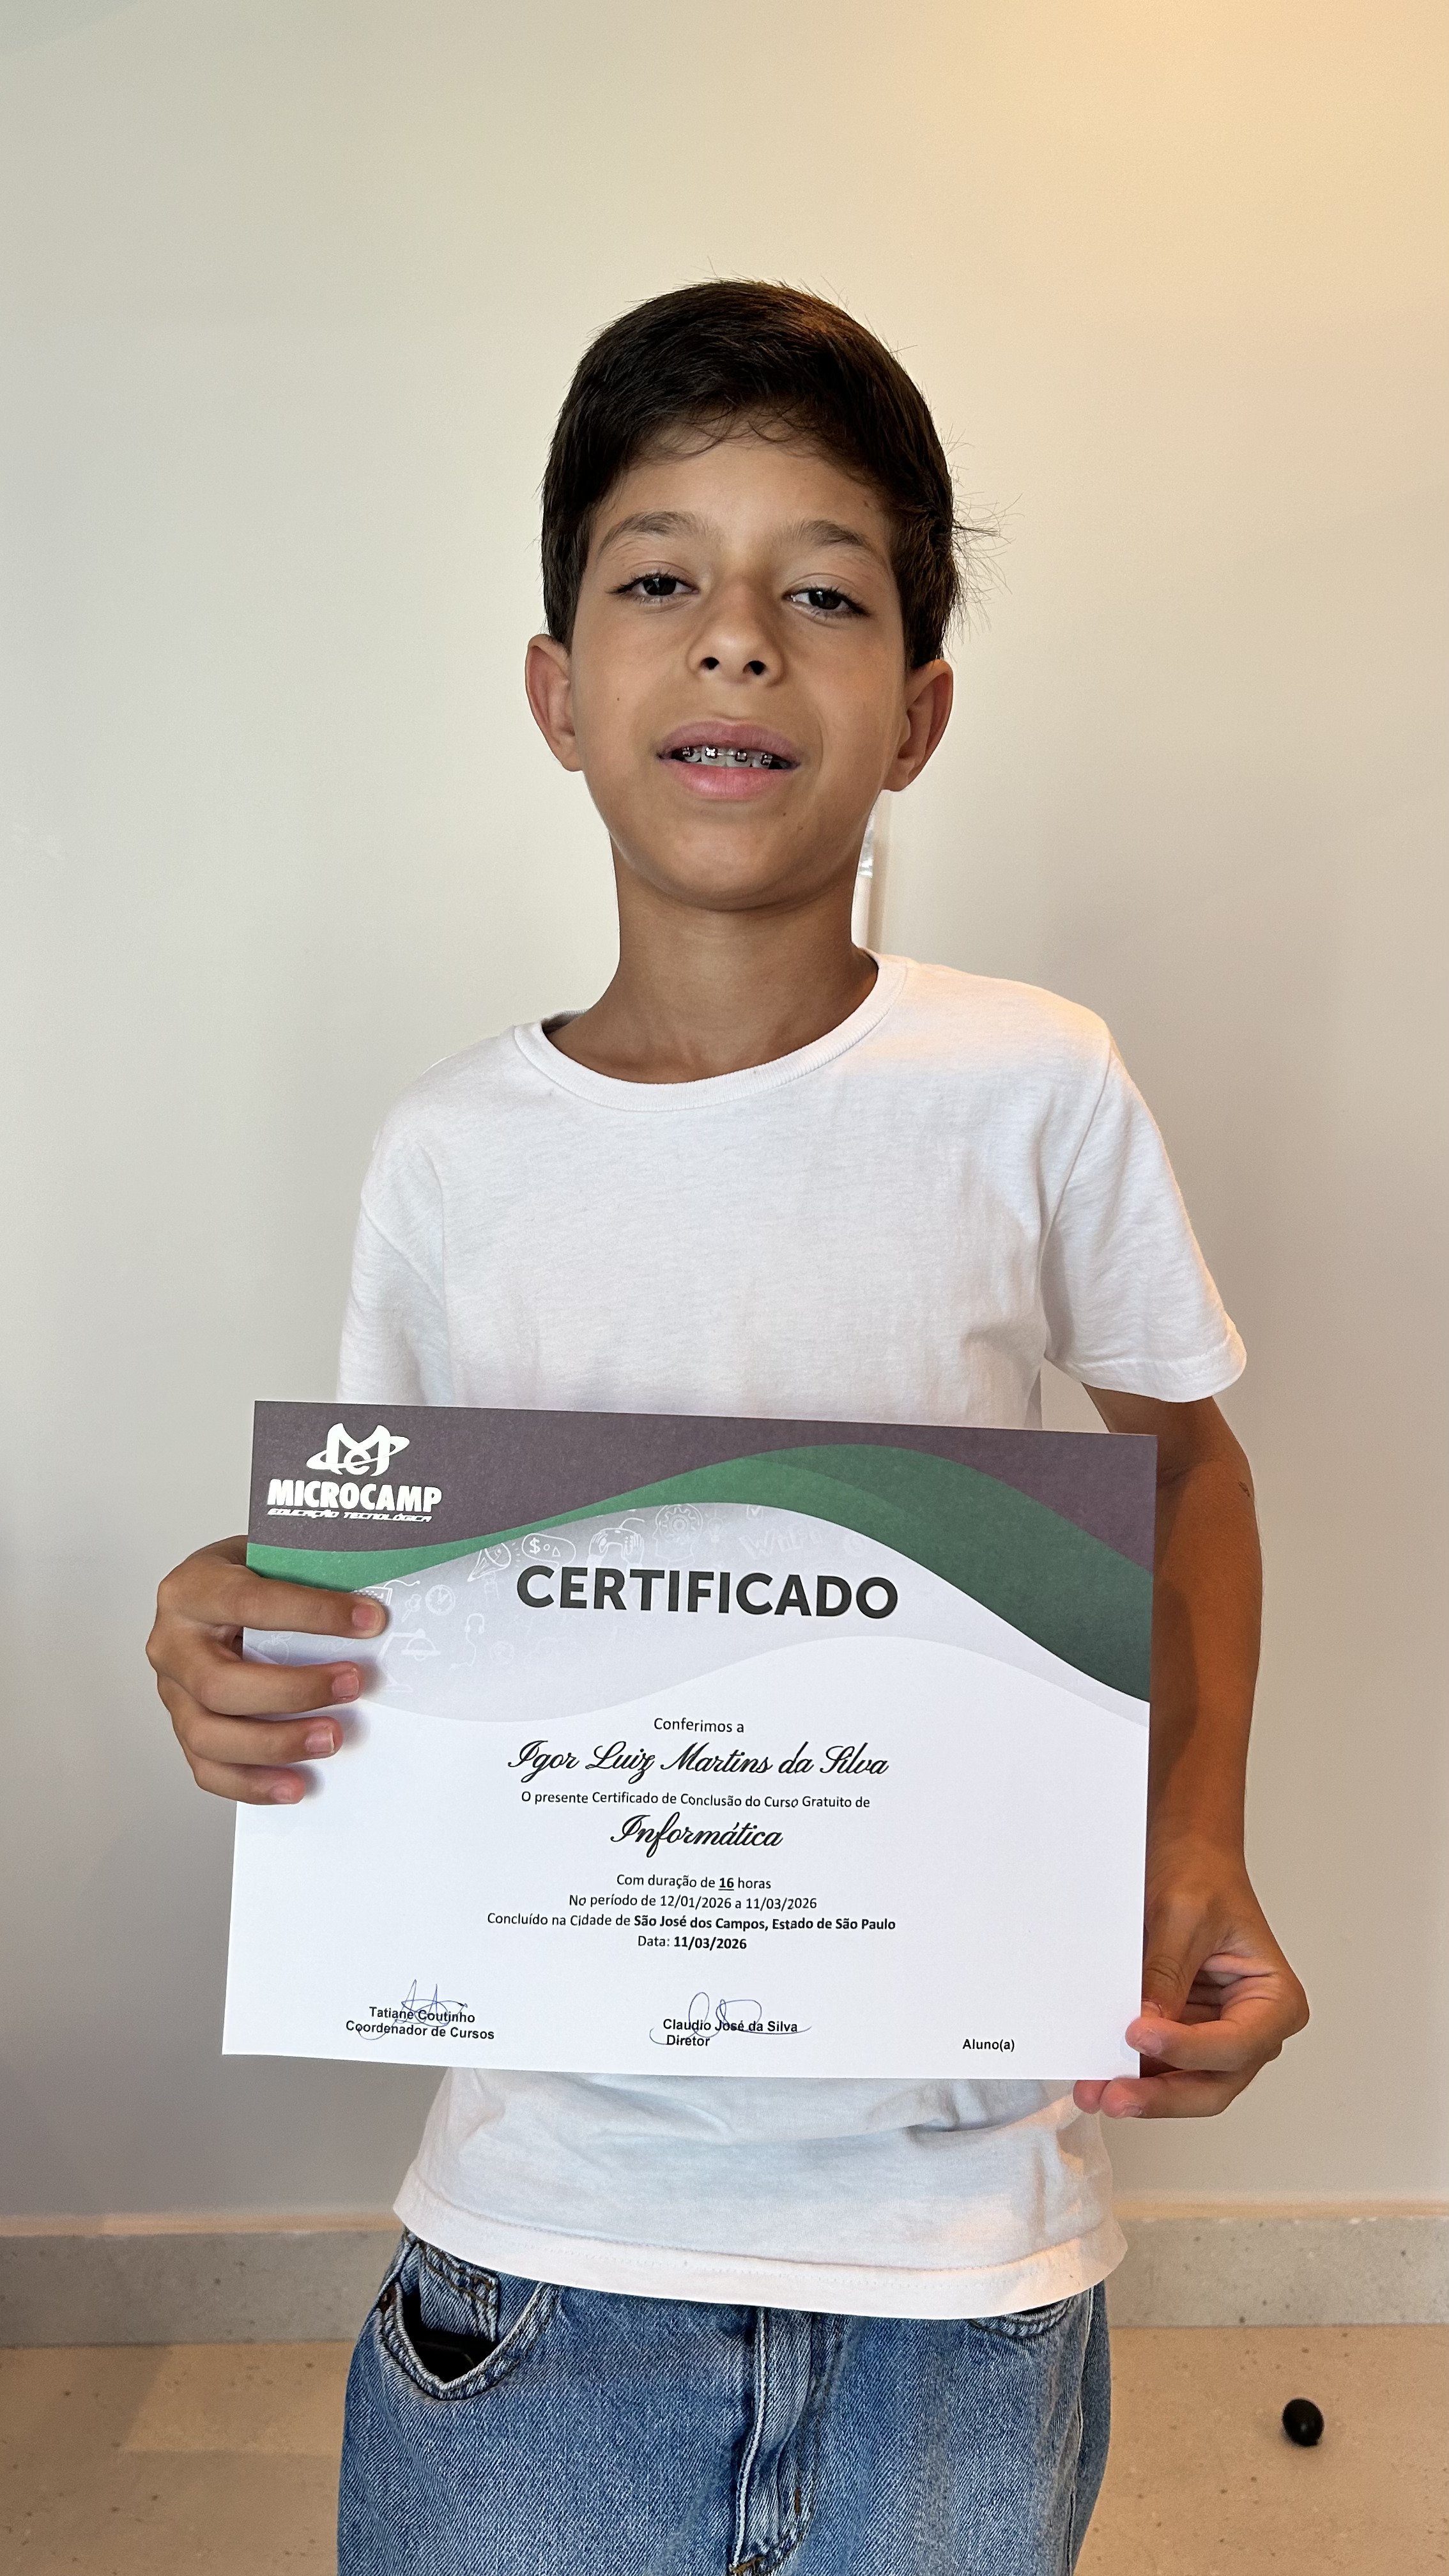 MICROCAMP
EDUCAÇÃO TECNOLÓGICA
WIFI
CERTIFICADO
Conferimos a
Igor Luiz Martins da Silva
O presente Certificado de Conclusão do Curso Gratuito de
Informática
Com duração de 16 horas
No período de 12/01/2026 a 11/03/2026
Concluído na Cidade de São José dos Campos, Estado de São Paulo
Data: 11/03/2026
Tatiane Coutinho
Coordenador de Cursos
Claudio José da Silva
Diretor
Aluno(a)